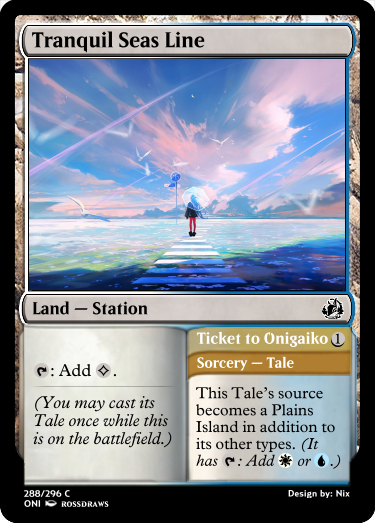 Tranquil Seas Line
Land — Station
: Add .
(You may cast its
Tale once while this
is on the battlefield.)
Ticket to Onigaiko 1
Sorcery — Tale
This Tale's source
becomes a Plains
Island in addition to
its other types. (It
has : Add or .)
288/296 C
ONI ROSSDRAWS
Design by: Nix